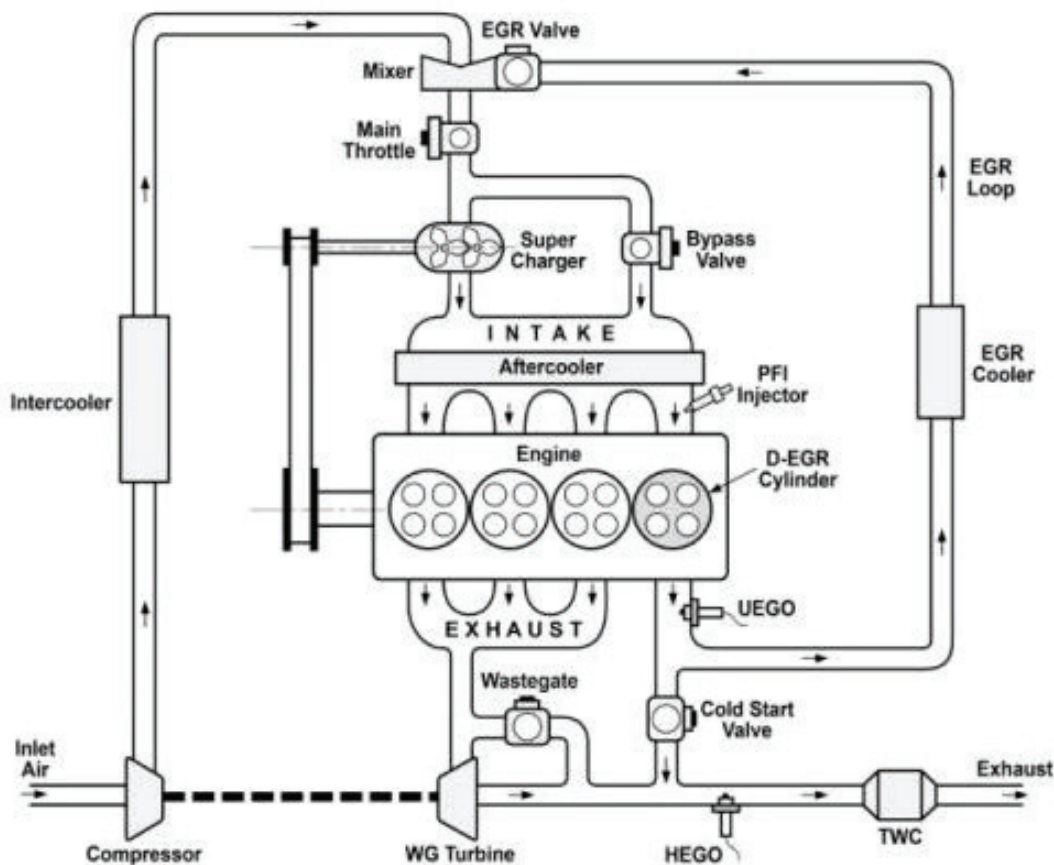 EGR Valve
Mixer
Main
Throttle
EGR
Loop
Super
Charger
Bypass
Valve
INTAKE
Aftercooler
PFI
Injector
Intercooler
EGR
Cooler
Engine
D-EGR
Cylinder
UEGO
EXHAUST
Wastegate
Cold Start
Valve
Inlet
Air
Exhaust
Compressor
WG Turbine
HEGO
TWC